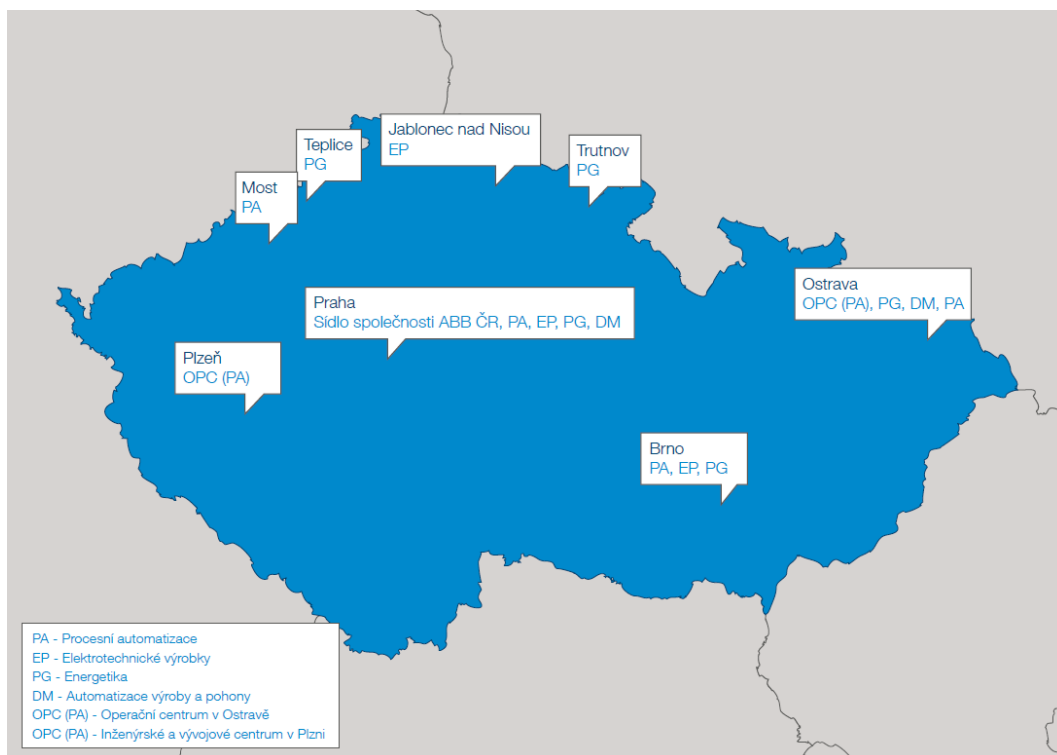 Jablonec nad Nisou
EP
Teplice
PG
Trutnov
PG
Most
PA
Ostrava
OPC (PA), PG, DM, PA
Praha
Sídlo společnosti ABB ČR, PA, EP, PG, DM
Plzeň
OPC (PA)
Brno
PA, EP, PG
PA - Procesní automatizace
EP - Elektrotechnické výrobky
PG - Energetika
DM - Automatizace výroby a pohony
OPC (PA) - Operační centrum v Ostravě
OPC (PA) - Inženýrské a vývojové centrum v Plzni